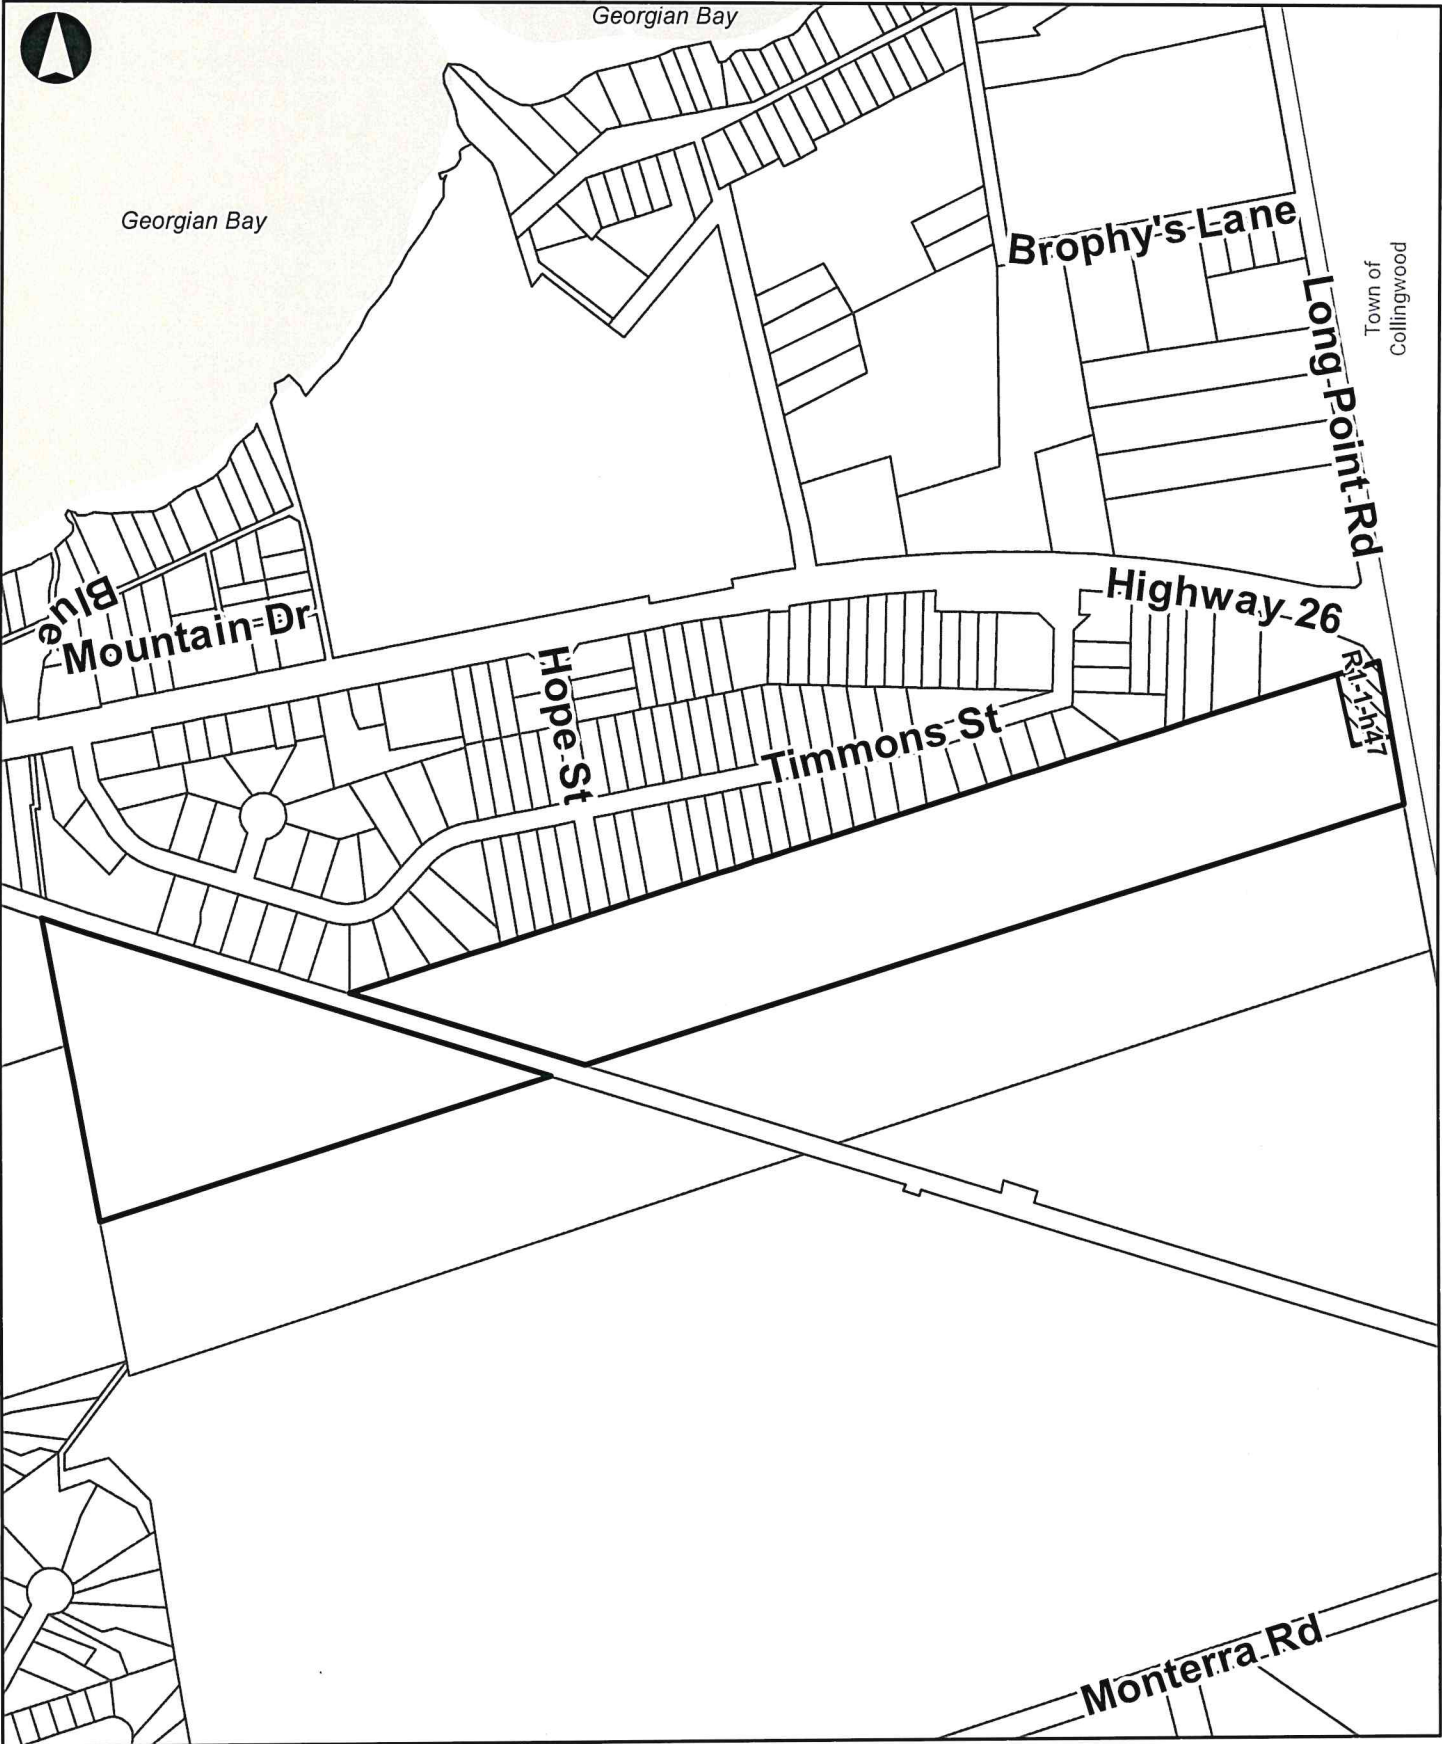 Georgian Bay
Georgian Bay
Brophy's Lane
Town of
Collingwood
Long Point Rd
Highway 26
Blue
Mountain Dr
Hope St
R1-1-h47
Timmons St
Monterra Rd